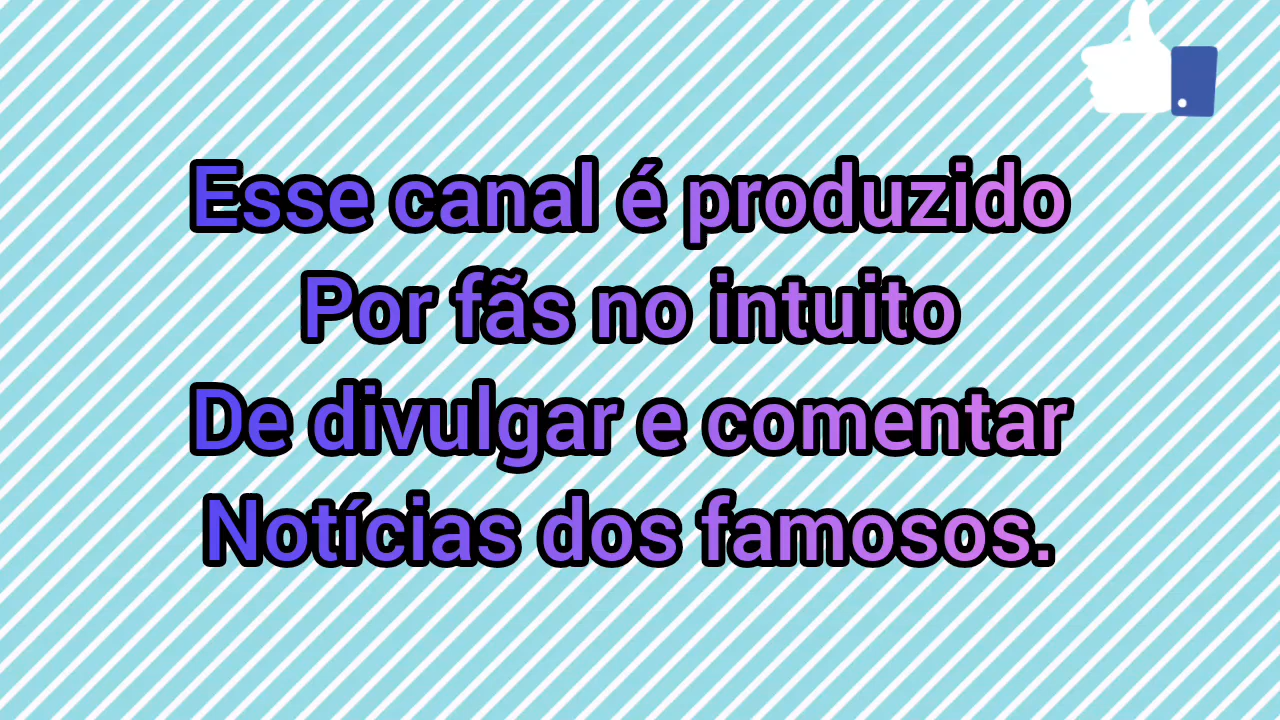 Esse canal é produzido
Por fãs no intuito
De divulgar e comentar
Notícias dos famosos.